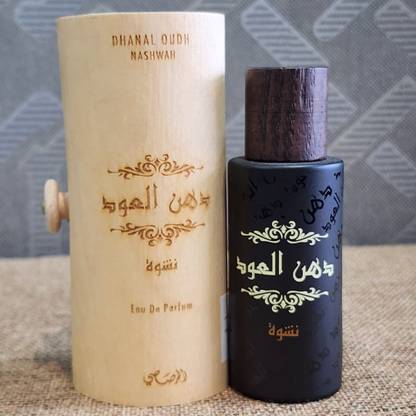 DHANAL OUDH
NASHWAH
دهن العود
نشوة
Eau De Parfum
الرصاصي
دهن العود
نشوة